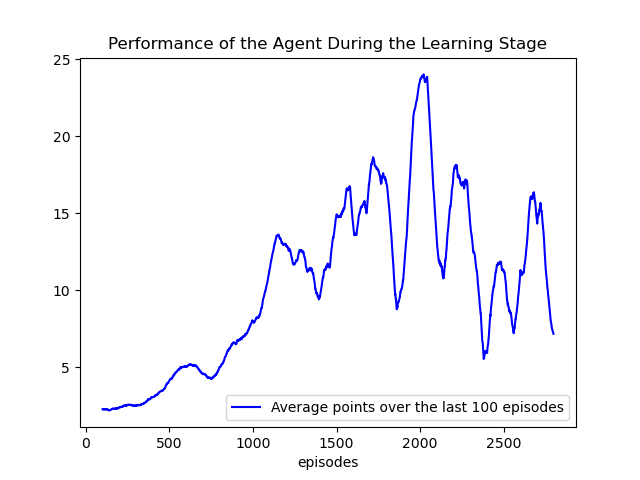 Performance of the Agent During the Learning Stage
25
20
15
10
5
Average points over the last 100 episodes
0 500 1000 1500 2000 2500
episodes